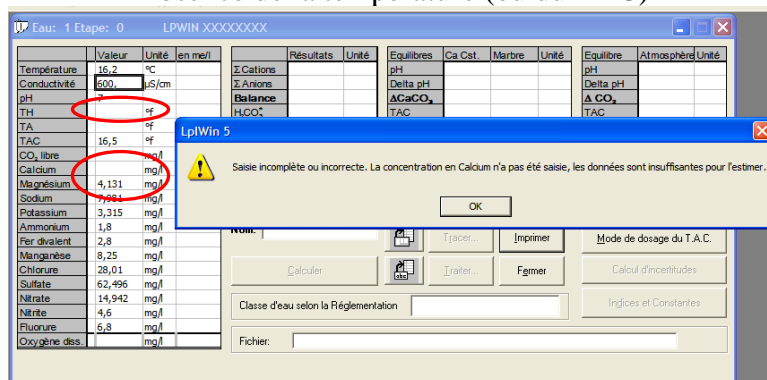 Eau: 1 Etape: 0 LPWIN XXXXXXXX
Valeur Unité en me/l
Température 16,2 °C
Conductivité 600, µS/cm
pH 7
TH °f
TA °f
TAC 16,5 °f
CO₂ libre mg/l
Calcium mg/l
Magnésium 4,131 mg/l
Sodium 7,981 mg/l
Potassium 3,315 mg/l
Ammonium 1,8 mg/l
Fer divalent 2,8 mg/l
Manganèse 8,25 mg/l
Chlorure 28,01 mg/l
Sulfate 62,496 mg/l
Nitrate 14,942 mg/l
Nitrite 4,6 mg/l
Fluorure 6,8 mg/l
Oxygène diss. mg/l
Résultats Unité
Σ Cations
Σ Anions
Balance
H₂CO₃*
Equilibres Ca Cst. Marbre Unité
pH
Delta pH
ΔCaCO₃
TAC
Equilibre Atmosphère Unité
pH
Delta pH
Δ CO₂
TAC
LplWin 5
Saisie incomplète ou incorrecte. La concentration en Calcium n'a pas été saisie, les données sont insuffisantes pour l'estimer.
OK
Nom:
Tracer... Imprimer Mode de dosage du T.A.C.
Calculer abc Traiter... Fermer Calcul d'incertitudes
Classe d'eau selon la Réglementation Indices et Constantes
Fichier: